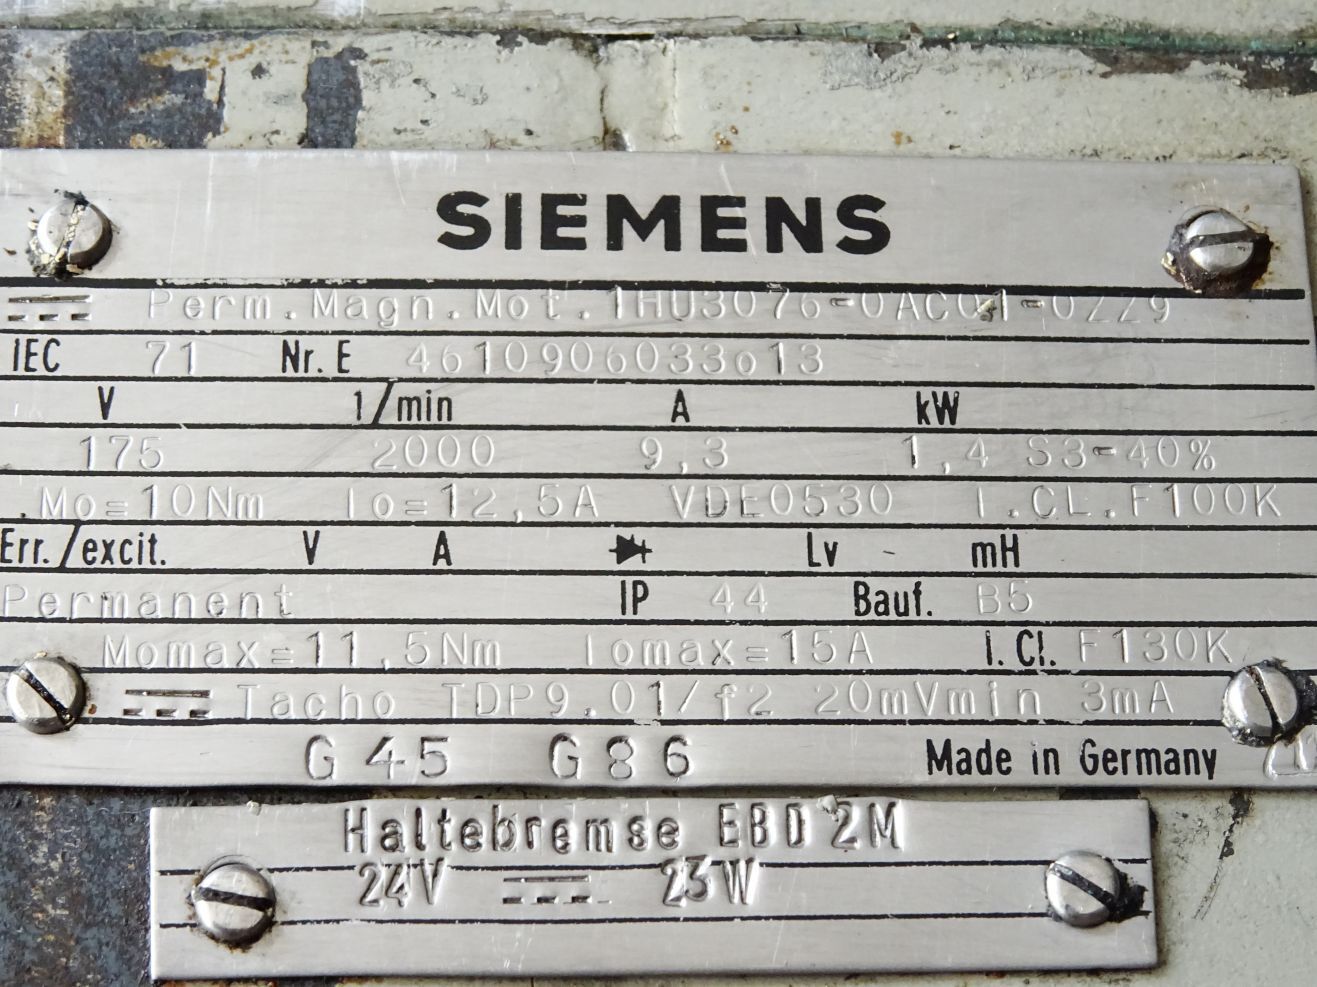 SIEMENS
Perm.Magn.Mot.1HU3076-0AC01-0ZZ9
IEC 71 Nr. E 4610906033o13
V 1/min A kW
175 2000 9,3 1,4 S3-40%
.Mo=10Nm Io=12,5A VDE0530 I.CL.F100K
Err./excit. V A Lv - mH
Permanent IP 44 Bauf. B5
Momax=11,5Nm Iomax=15A I.Cl. F130K
Tacho TDP9.01/f2 20mVmin 3mA
G45 G86 Made in Germany
Haltebremse EBD 2M
24V 23W